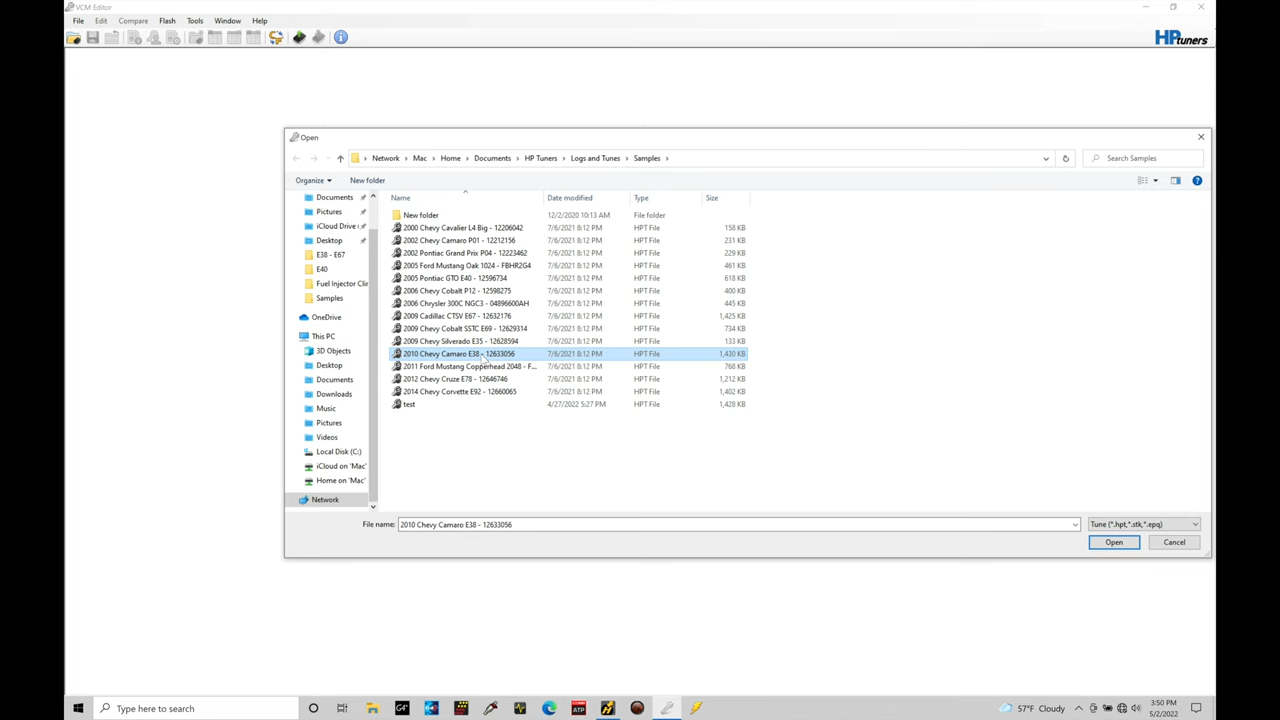 VCM Editor
File Edit Compare Flash Tools Window Help
HPtuners
Open
Network > Mac > Home > Documents > HP Tuners > Logs and Tunes > Samples >
Search Samples
Organize New folder
Name Date modified Type Size
Documents
Pictures
iCloud Drive
Desktop
E38 - E67
E40
Fuel Injector Cli
Samples
OneDrive
This PC
3D Objects
Desktop
Documents
Downloads
Music
Pictures
Videos
Local Disk (C:)
iCloud on 'Mac'
Home on 'Mac'
Network
New folder 12/2/2020 10:13 AM File folder
2000 Chevy Cavalier L4 Big - 12206042 7/6/2021 8:12 PM HPT File 158 KB
2002 Chevy Camaro P01 - 12212156 7/6/2021 8:12 PM HPT File 231 KB
2002 Pontiac Grand Prix P04 - 12223462 7/6/2021 8:12 PM HPT File 229 KB
2005 Ford Mustang Oak 1024 - FBHR2G4 7/6/2021 8:12 PM HPT File 461 KB
2005 Pontiac GTO E40 - 12596734 7/6/2021 8:12 PM HPT File 618 KB
2006 Chevy Cobalt P12 - 12598275 7/6/2021 8:12 PM HPT File 400 KB
2006 Chrysler 300C NGC3 - 04896600AH 7/6/2021 8:12 PM HPT File 445 KB
2009 Cadillac CTSV E67 - 12632176 7/6/2021 8:12 PM HPT File 1,425 KB
2009 Chevy Cobalt SSTC E69 - 12629314 7/6/2021 8:12 PM HPT File 734 KB
2009 Chevy Silverado E35 - 12628594 7/6/2021 8:12 PM HPT File 133 KB
2010 Chevy Camaro E38 - 12633056 7/6/2021 8:12 PM HPT File 1,430 KB
2011 Ford Mustang Copperhead 2048 - F... 7/6/2021 8:12 PM HPT File 768 KB
2012 Chevy Cruze E78 - 12646746 7/6/2021 8:12 PM HPT File 1,212 KB
2014 Chevy Corvette E92 - 12660065 7/6/2021 8:12 PM HPT File 1,402 KB
test 4/27/2022 5:27 PM HPT File 1,428 KB
File name: 2010 Chevy Camaro E38 - 12633056 Tune (*.hpt,*.stk,*.epq)
Open Cancel
Type here to search
57°F Cloudy
3:50 PM
5/2/2022